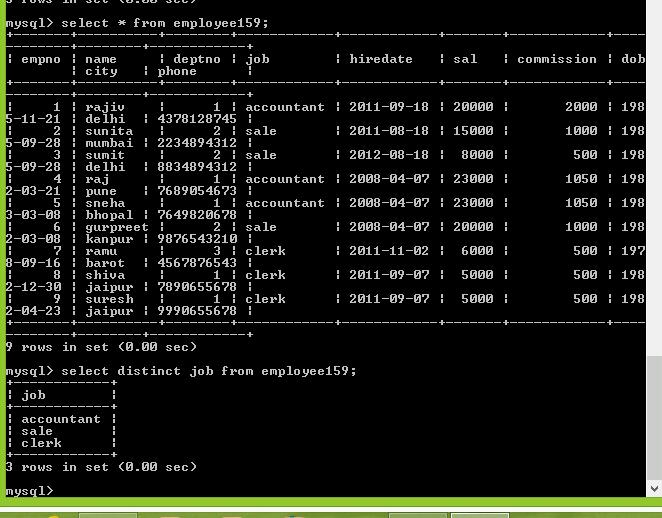 3 rows in set (0.00 sec)
mysql> select * from employee159;
| empno | name | deptno | job | hiredate | sal | commission | dob
| city | phone |
| 1 | rajiv | 1 | accountant | 2011-09-18 | 20000 | 2000 | 198
5-11-21 | delhi | 4378128745 |
| 2 | sunita | 2 | sale | 2011-08-18 | 15000 | 1000 | 198
5-09-28 | mumbai | 2234894312 |
| 3 | sumit | 2 | sale | 2012-08-18 | 8000 | 500 | 198
5-09-28 | delhi | 8834894312 |
| 4 | raj | 1 | accountant | 2008-04-07 | 23000 | 1050 | 198
2-03-21 | pune | 7689054673 |
| 5 | sneha | 1 | accountant | 2008-04-07 | 23000 | 1050 | 198
3-03-08 | bhopal | 7649820678 |
| 6 | gurpreet | 2 | sale | 2008-04-07 | 20000 | 1000 | 198
2-03-08 | kanpur | 9876543210 |
| 7 | ramu | 3 | clerk | 2011-11-02 | 6000 | 500 | 197
8-09-16 | barot | 4567876543 |
| 8 | shiva | 1 | clerk | 2011-09-07 | 5000 | 500 | 198
2-12-30 | jaipur | 7890655678 |
| 9 | suresh | 1 | clerk | 2011-09-07 | 5000 | 500 | 198
2-04-23 | jaipur | 9990655678 |
9 rows in set (0.00 sec)
mysql> select distinct job from employee159;
| job |
| accountant |
| sale |
| clerk |
3 rows in set (0.00 sec)
mysql>